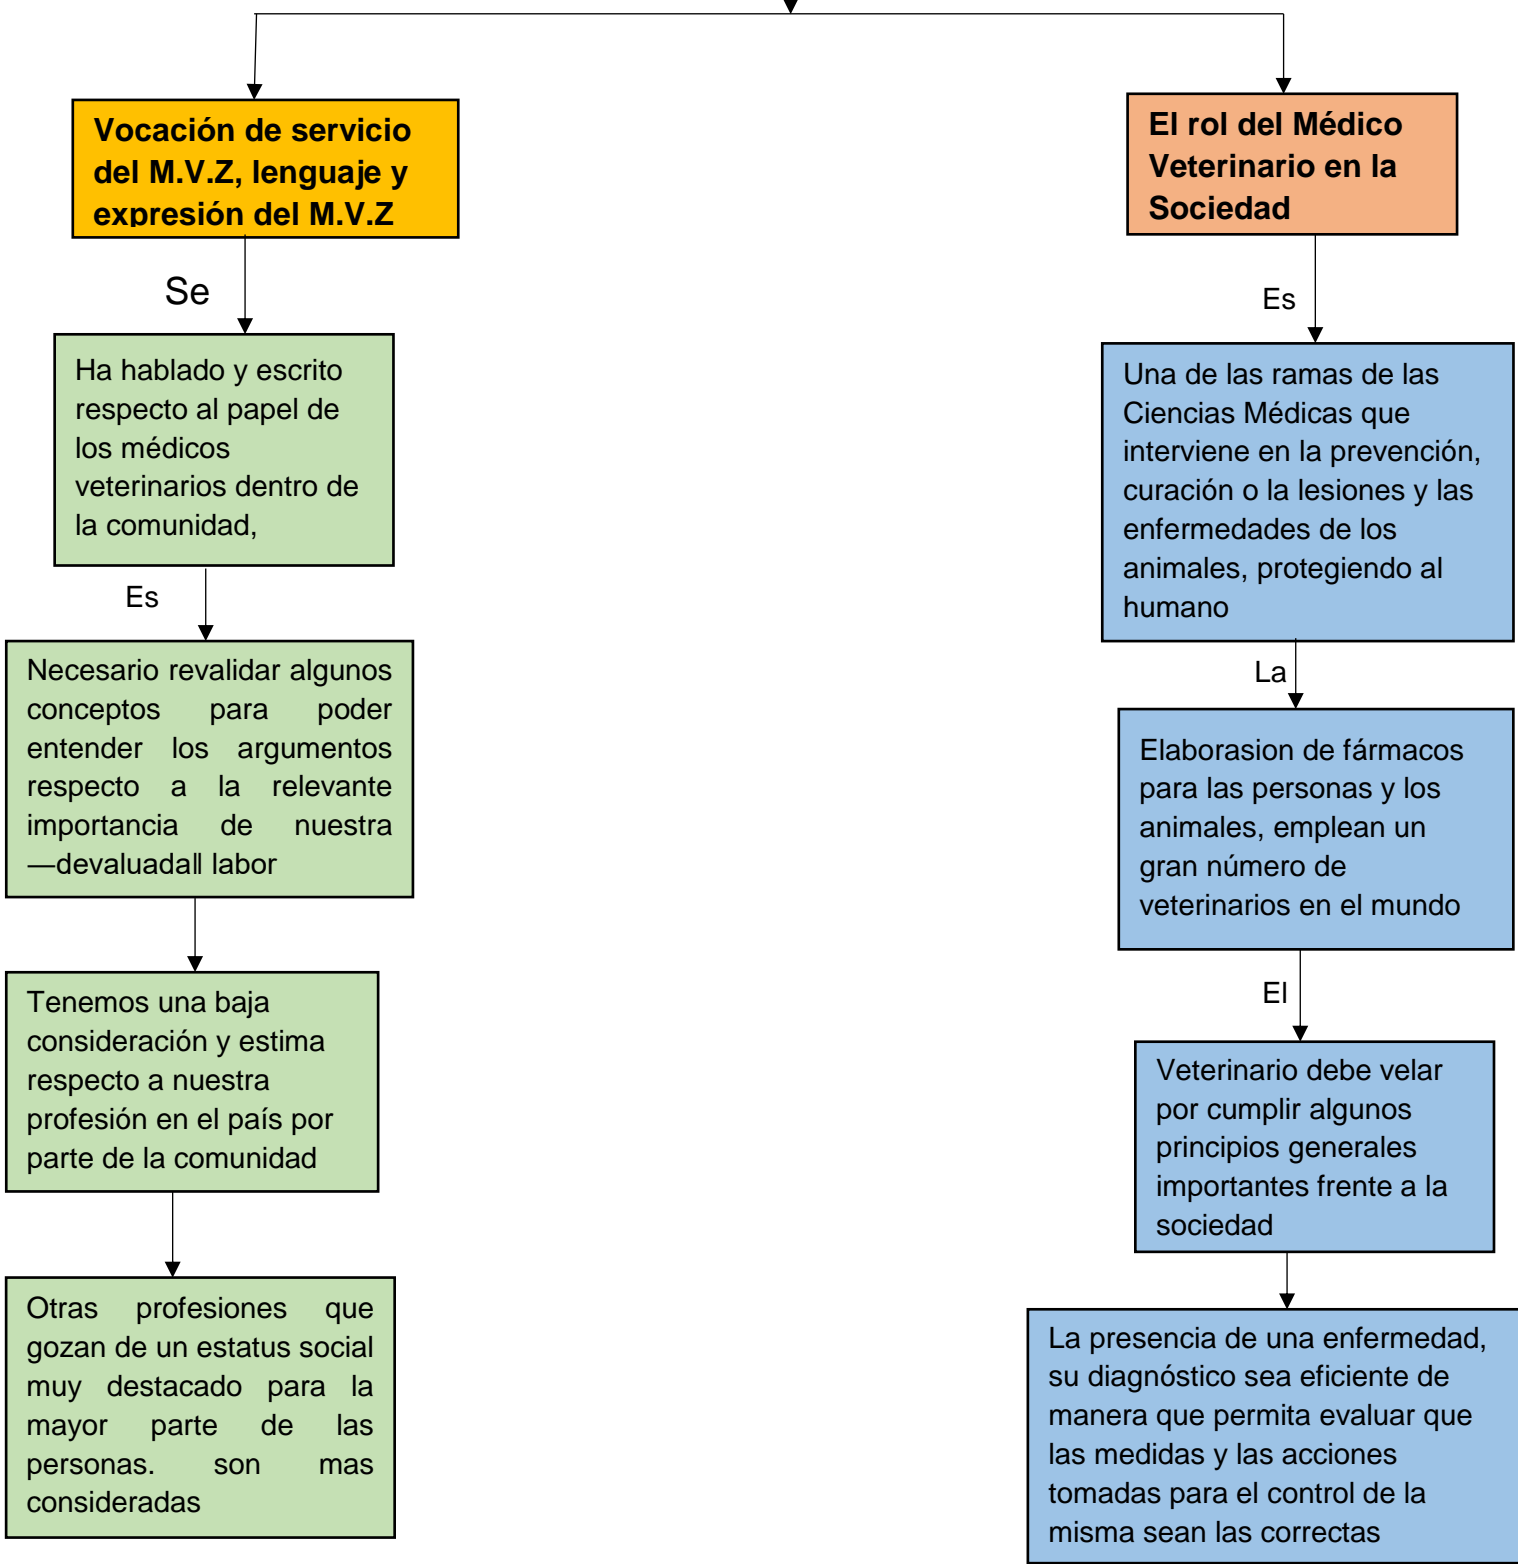 Vocación de servicio
del M.V.Z, lenguaje y
expresión del M.V.Z
Se
Ha hablado y escrito
respecto al papel de
los médicos
veterinarios dentro de
la comunidad,
Es
Necesario revalidar algunos
conceptos para poder
entender los argumentos
respecto a la relevante
importancia de nuestra
―devaluada‖ labor
Tenemos una baja
consideración y estima
respecto a nuestra
profesión en el país por
parte de la comunidad
Otras profesiones que
gozan de un estatus social
muy destacado para la
mayor parte de las
personas. son mas
consideradas
El rol del Médico
Veterinario en la
Sociedad
Es
Una de las ramas de las
Ciencias Médicas que
interviene en la prevención,
curación o la lesiones y las
enfermedades de los
animales, protegiendo al
humano
La
Elaborasion de fármacos
para las personas y los
animales, emplean un
gran número de
veterinarios en el mundo
El
Veterinario debe velar
por cumplir algunos
principios generales
importantes frente a la
sociedad
La presencia de una enfermedad,
su diagnóstico sea eficiente de
manera que permita evaluar que
las medidas y las acciones
tomadas para el control de la
misma sean las correctas